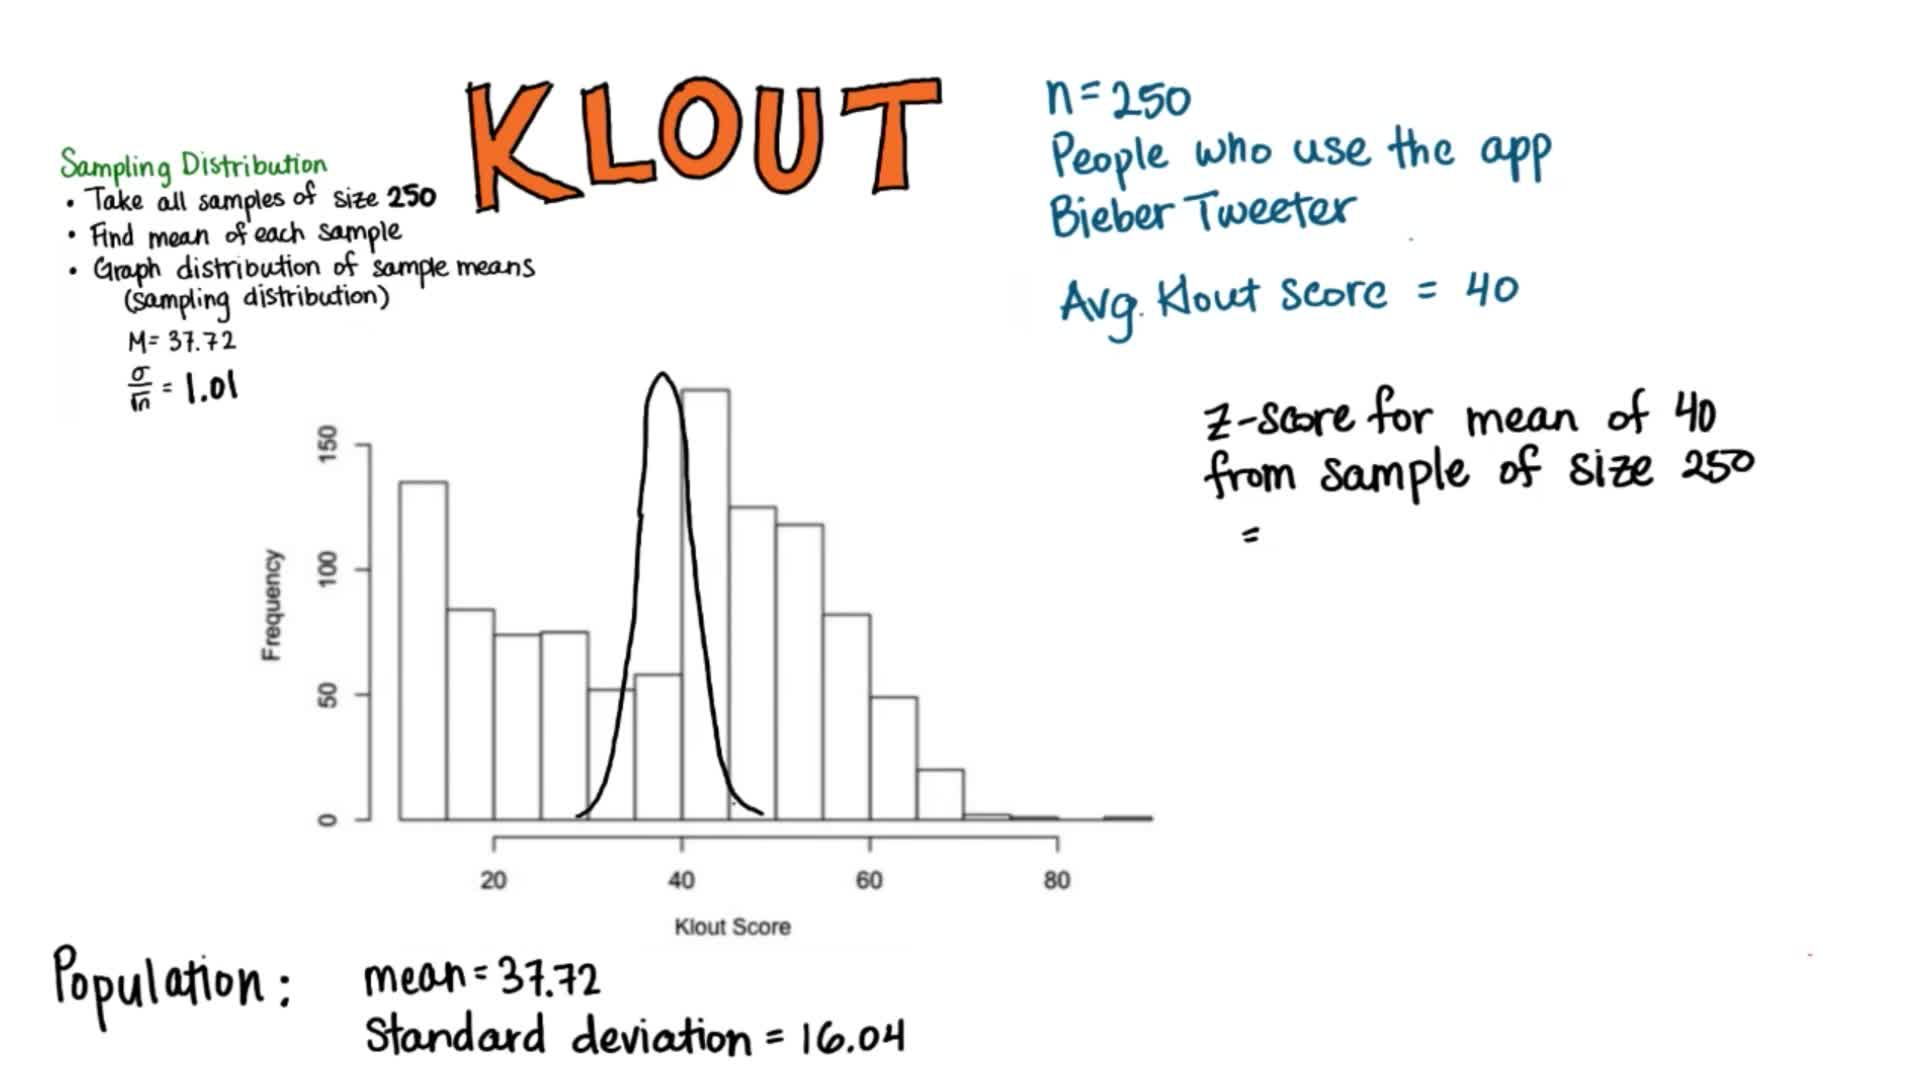 KLOUT
Sampling Distribution
• Take all samples of size 250
• Find mean of each sample
• Graph distribution of sample means
(sampling distribution)
M = 37.72
σ/√n = 1.01
n = 250
People who use the app
Bieber Tweeter
Avg. Klout score = 40
Z-score for mean of 40
from sample of size 250
=
150
100
50
0
Frequency
20 40 60 80
Klout Score
Population: mean = 37.72
Standard deviation = 16.04